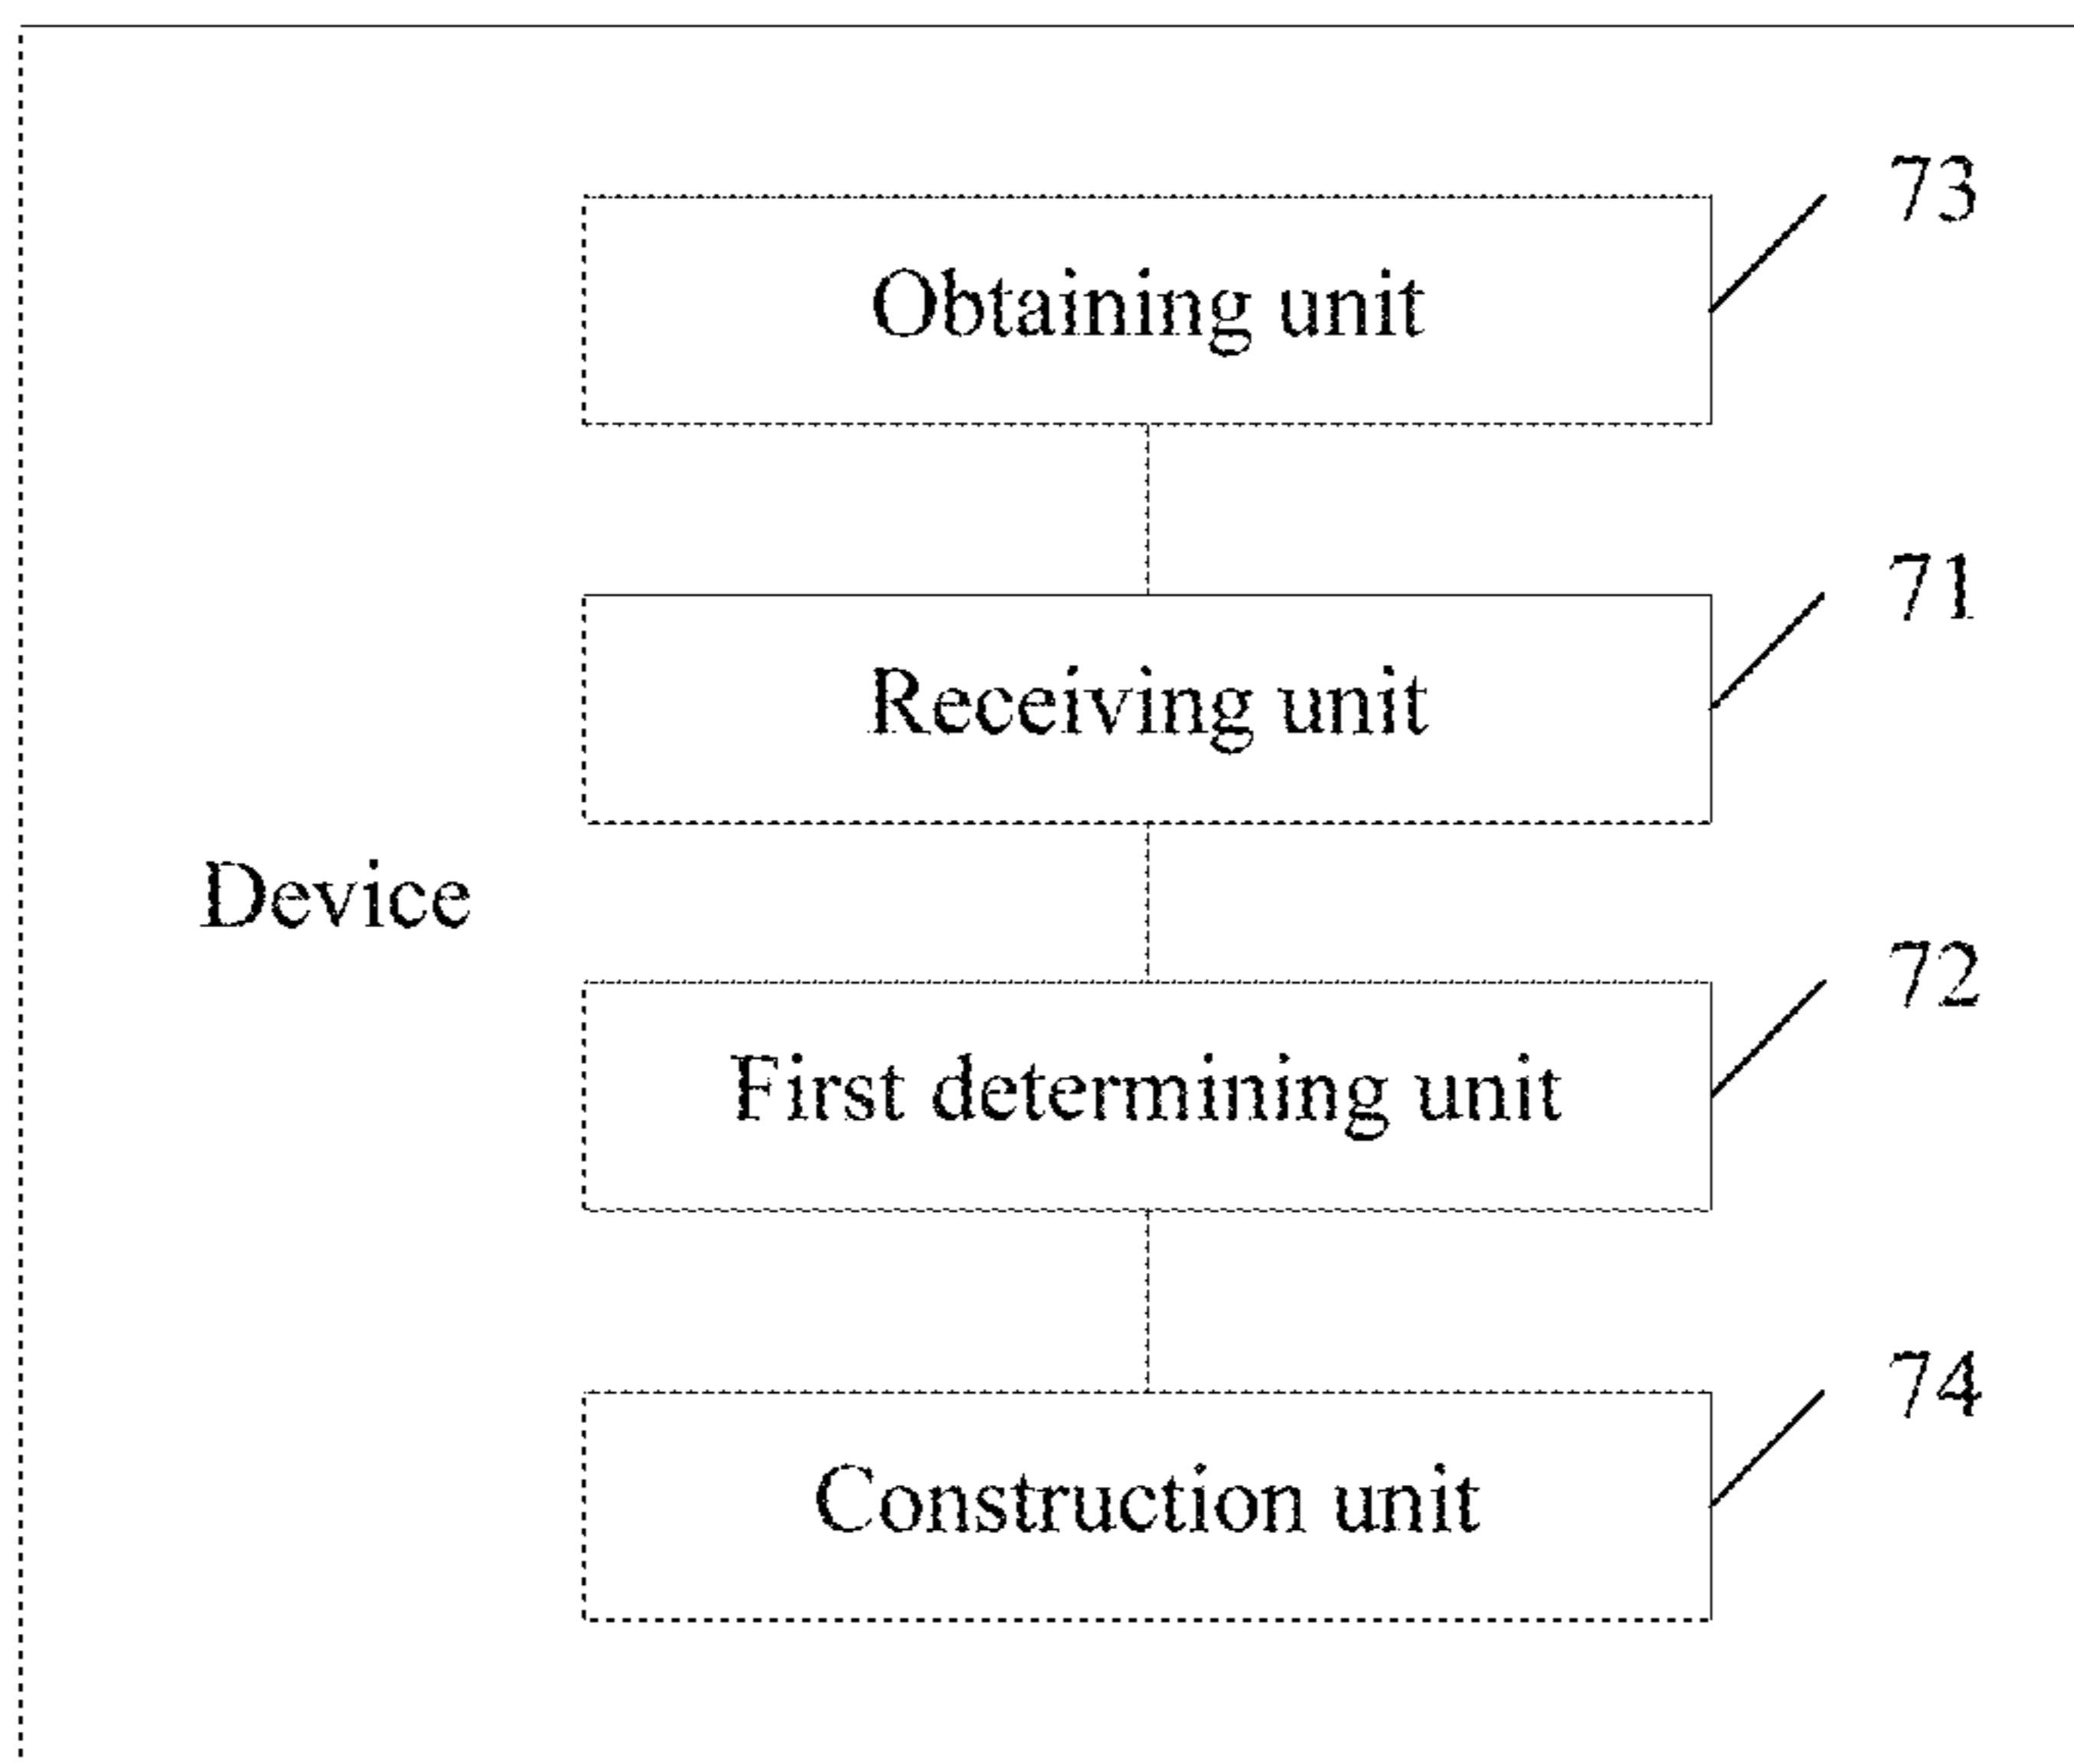 73
Obtaining unit
71
Receiving unit
Device
72
First determining unit
74
Construction unit